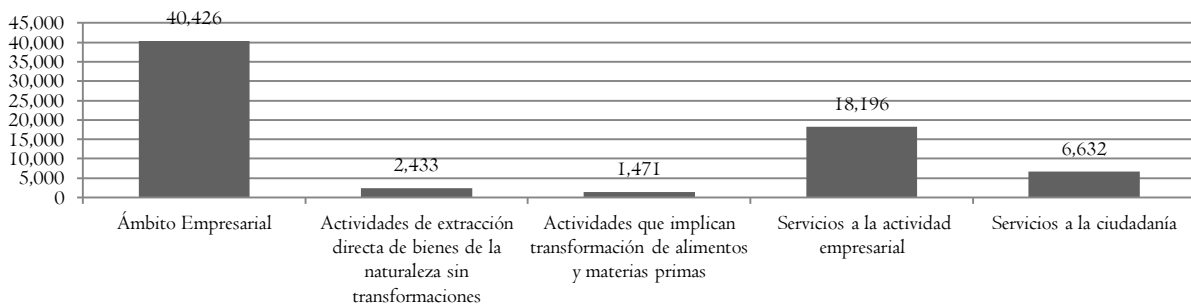 45,000
40,000
35,000
30,000
25,000
20,000
15,000
10,000
5,000
0
40,426
2,433
1,471
18,196
6,632
Ámbito Empresarial
Actividades de extracción
directa de bienes de la
naturaleza sin
transformaciones
Actividades que implican
transformación de alimentos
y materias primas
Servicios a la actividad
empresarial
Servicios a la ciudadanía